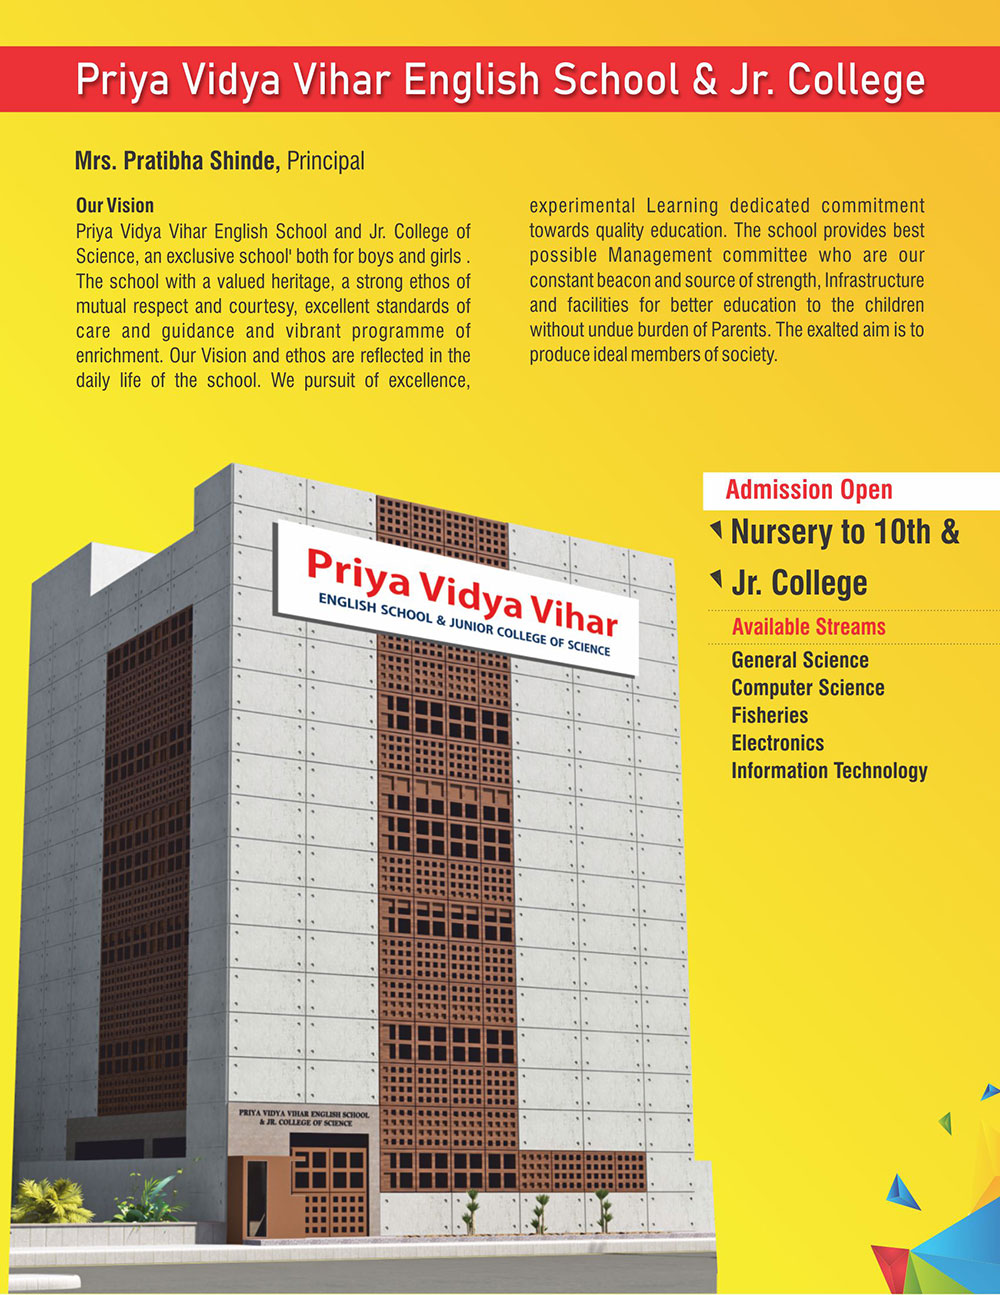 Priya Vidya Vihar English School & Jr. College
Mrs. Pratibha Shinde, Principal
Our Vision
Priya Vidya Vihar English School and Jr. College of
Science, an exclusive school' both for boys and girls .
The school with a valued heritage, a strong ethos of
mutual respect and courtesy, excellent standards of
care and guidance and vibrant programme of
enrichment. Our Vision and ethos are reflected in the
daily life of the school. We pursuit of excellence,
experimental Learning dedicated commitment
towards quality education. The school provides best
possible Management committee who are our
constant beacon and source of strength, Infrastructure
and facilities for better education to the children
without undue burden of Parents. The exalted aim is to
produce ideal members of society.
Admission Open
Nursery to 10th &
Jr. College
Available Streams
General Science
Computer Science
Fisheries
Electronics
Information Technology
Priya Vidya Vihar
ENGLISH SCHOOL & JUNIOR COLLEGE OF SCIENCE
PRIYA VIDYA VIHAR ENGLISH SCHOOL
& JR. COLLEGE OF SCIENCE